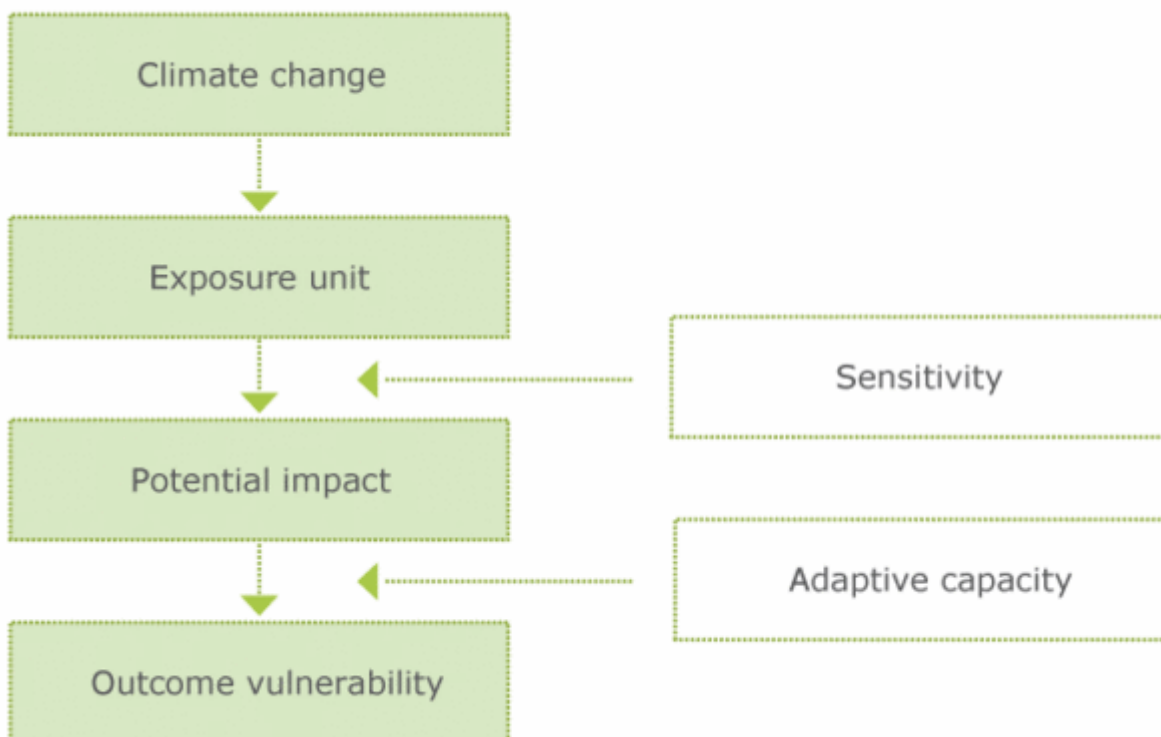 Climate change
Exposure unit
Sensitivity
Potential impact
Adaptive capacity
Outcome vulnerability